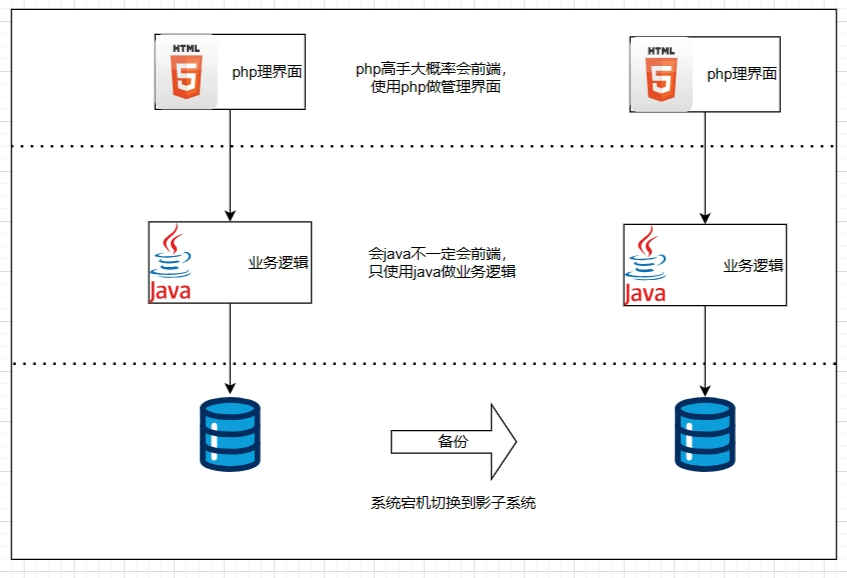 HTML
5
php理界面
php高手大概率会前端，
使用php做管理界面
HTML
5
php理界面
Java
业务逻辑
会java不一定会前端，
只使用java做业务逻辑
Java
业务逻辑
备份
系统宕机切换到影子系统